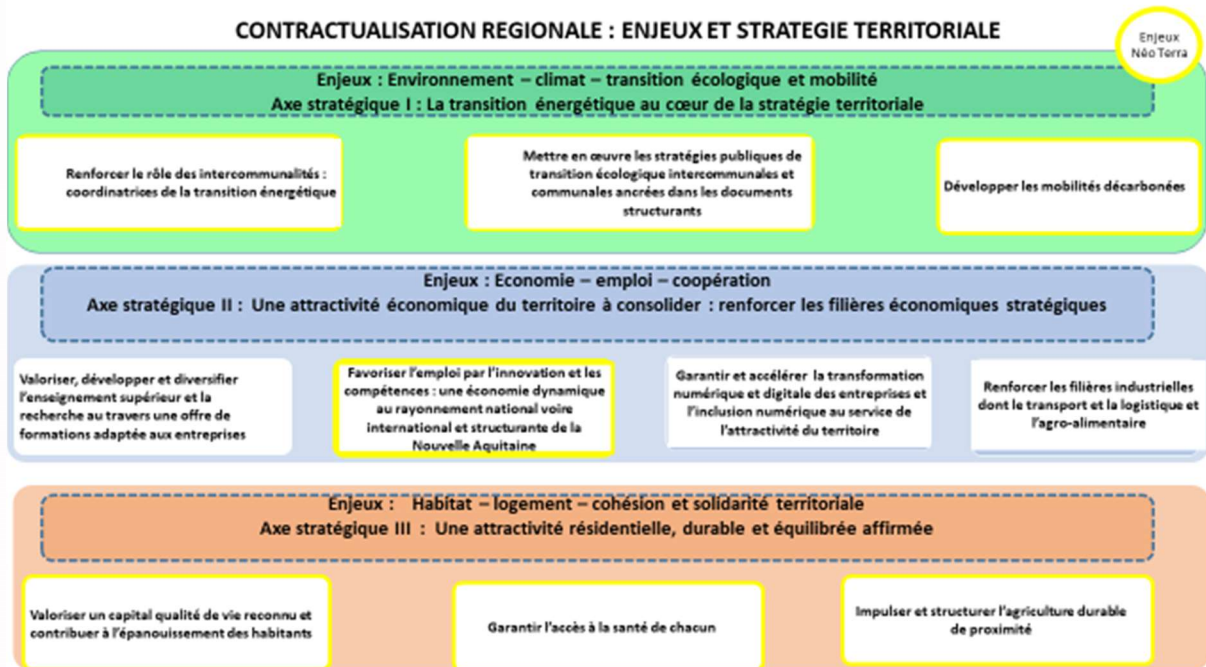 CONTRACTUALISATION REGIONALE : ENJEUX ET STRATEGIE TERRITORIALE
Enjeux
Néo Terra
Enjeux : Environnement – climat – transition écologique et mobilité
Axe stratégique I : La transition énergétique au cœur de la stratégie territoriale
Renforcer le rôle des intercommunalités :
coordinatrices de la transition énergétique
Mettre en œuvre les stratégies publiques de
transition écologique intercommunales et
communales ancrées dans les documents
structurants
Développer les mobilités décarbonées
Enjeux : Economie – emploi – coopération
Axe stratégique II : Une attractivité économique du territoire à consolider : renforcer les filières économiques stratégiques
Valoriser, développer et diversifier
l'enseignement supérieur et la
recherche au travers une offre de
formations adaptée aux entreprises
Favoriser l'emploi par l'innovation et les
compétences : une économie dynamique
au rayonnement national voire
international et structurante de la
Nouvelle Aquitaine
Garantir et accélérer la transformation
numérique et digitale des entreprises et
l'inclusion numérique au service de
l'attractivité du territoire
Renforcer les filières industrielles
dont le transport et la logistique et
l'agro-alimentaire
Enjeux : Habitat – logement – cohésion et solidarité territoriale
Axe stratégique III : Une attractivité résidentielle, durable et équilibrée affirmée
Valoriser un capital qualité de vie reconnu et
contribuer à l'épanouissement des habitants
Garantir l'accès à la santé de chacun
Impulser et structurer l'agriculture durable
de proximité